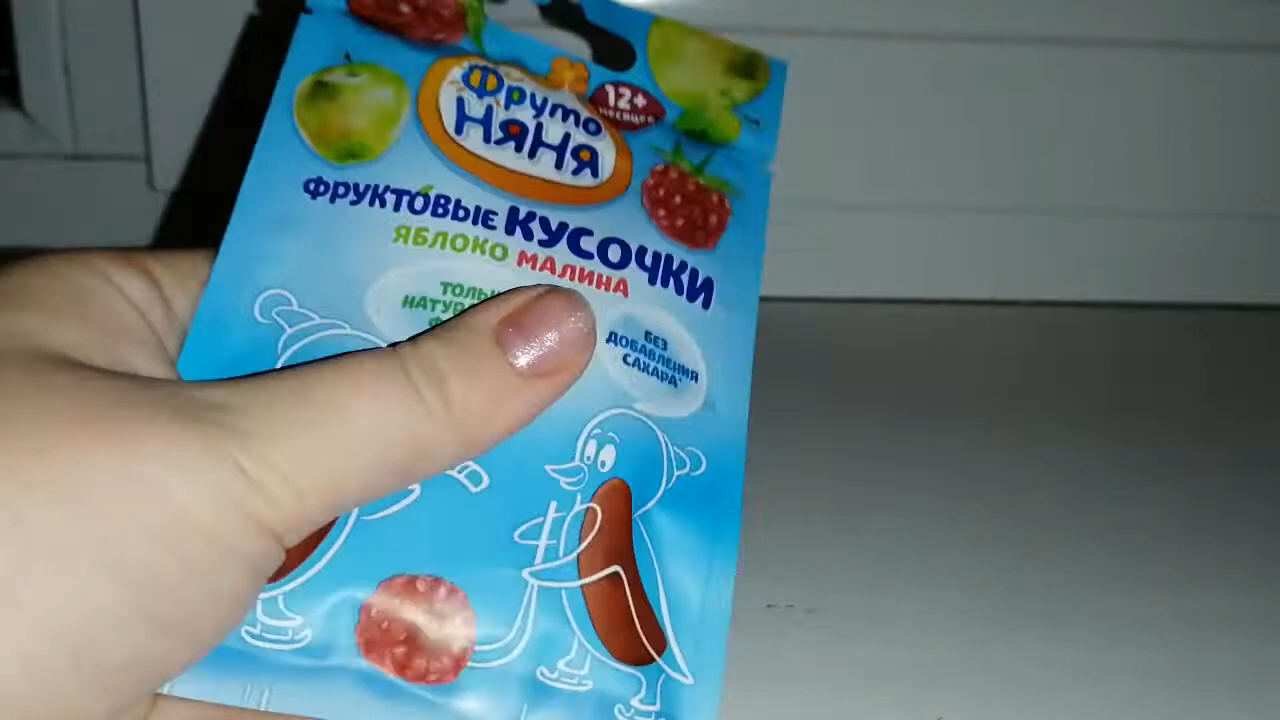 Фруто
НяНя
12+
месяцев
ФРУКТОВЫЕ КУСОЧКИ
ЯБЛОКО МАЛИНА
БЕЗ
ДОБАВЛЕНИЯ
САХАРА*